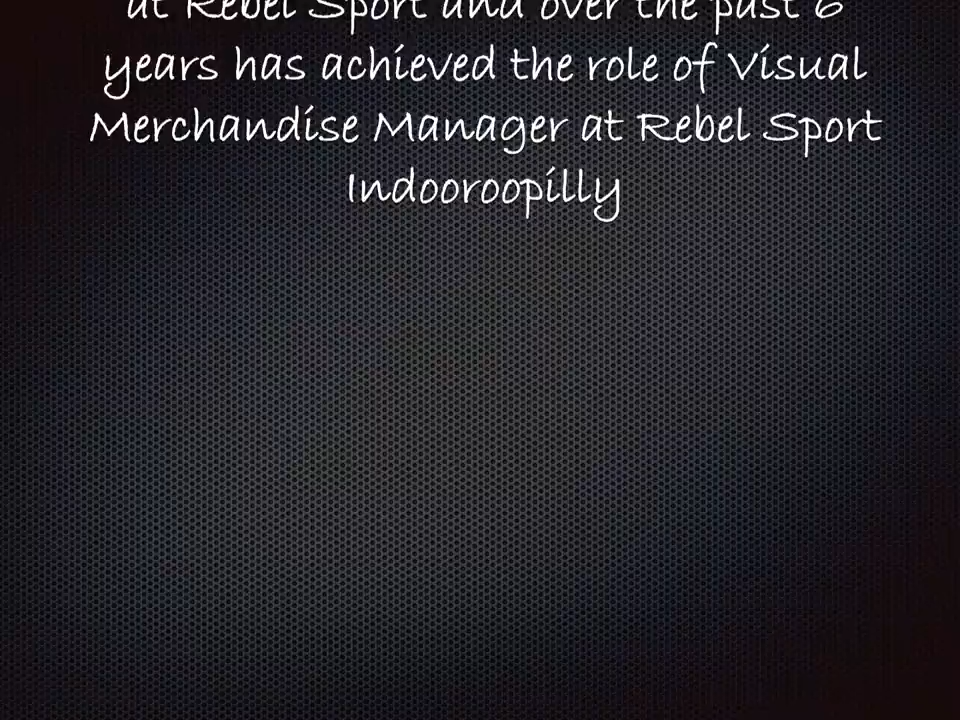 at Rebel Sport and over the past 6
years has achieved the role of Visual
Merchandise Manager at Rebel Sport
Indooroopilly